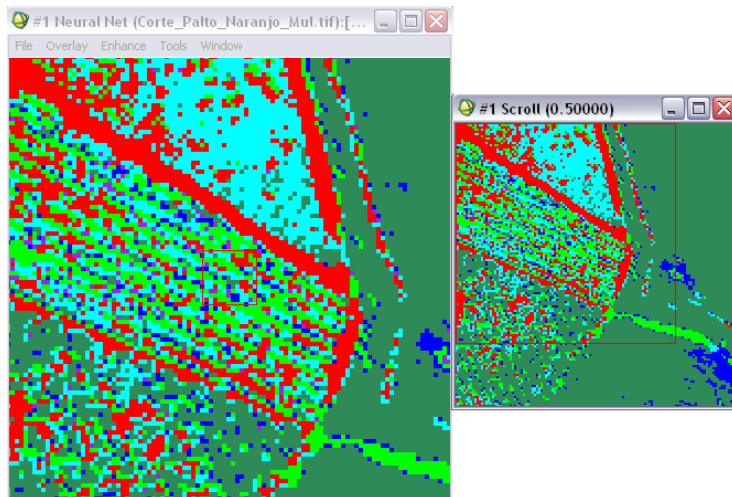 #1 Neural Net (Corte_Palto_Naranjo_Mul.tif):[...
File Overlay Enhance Tools Window
#1 Scroll (0.50000)